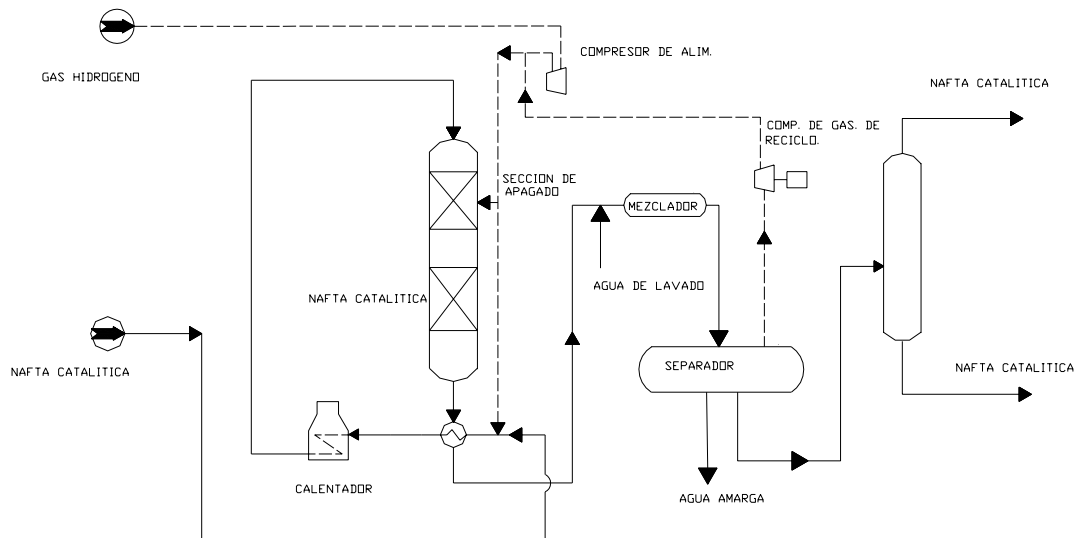 COMPRESOR DE ALIM.
GAS HIDROGENO
NAFTA CATALITICA
COMP. DE GAS. DE
RECICLO.
SECCION DE
APAGADO
MEZCLADOR
AGUA DE LAVADO
NAFTA CATALITICA
NAFTA CATALITICA
SEPARADOR
NAFTA CATALITICA
CALENTADOR
AGUA AMARGA